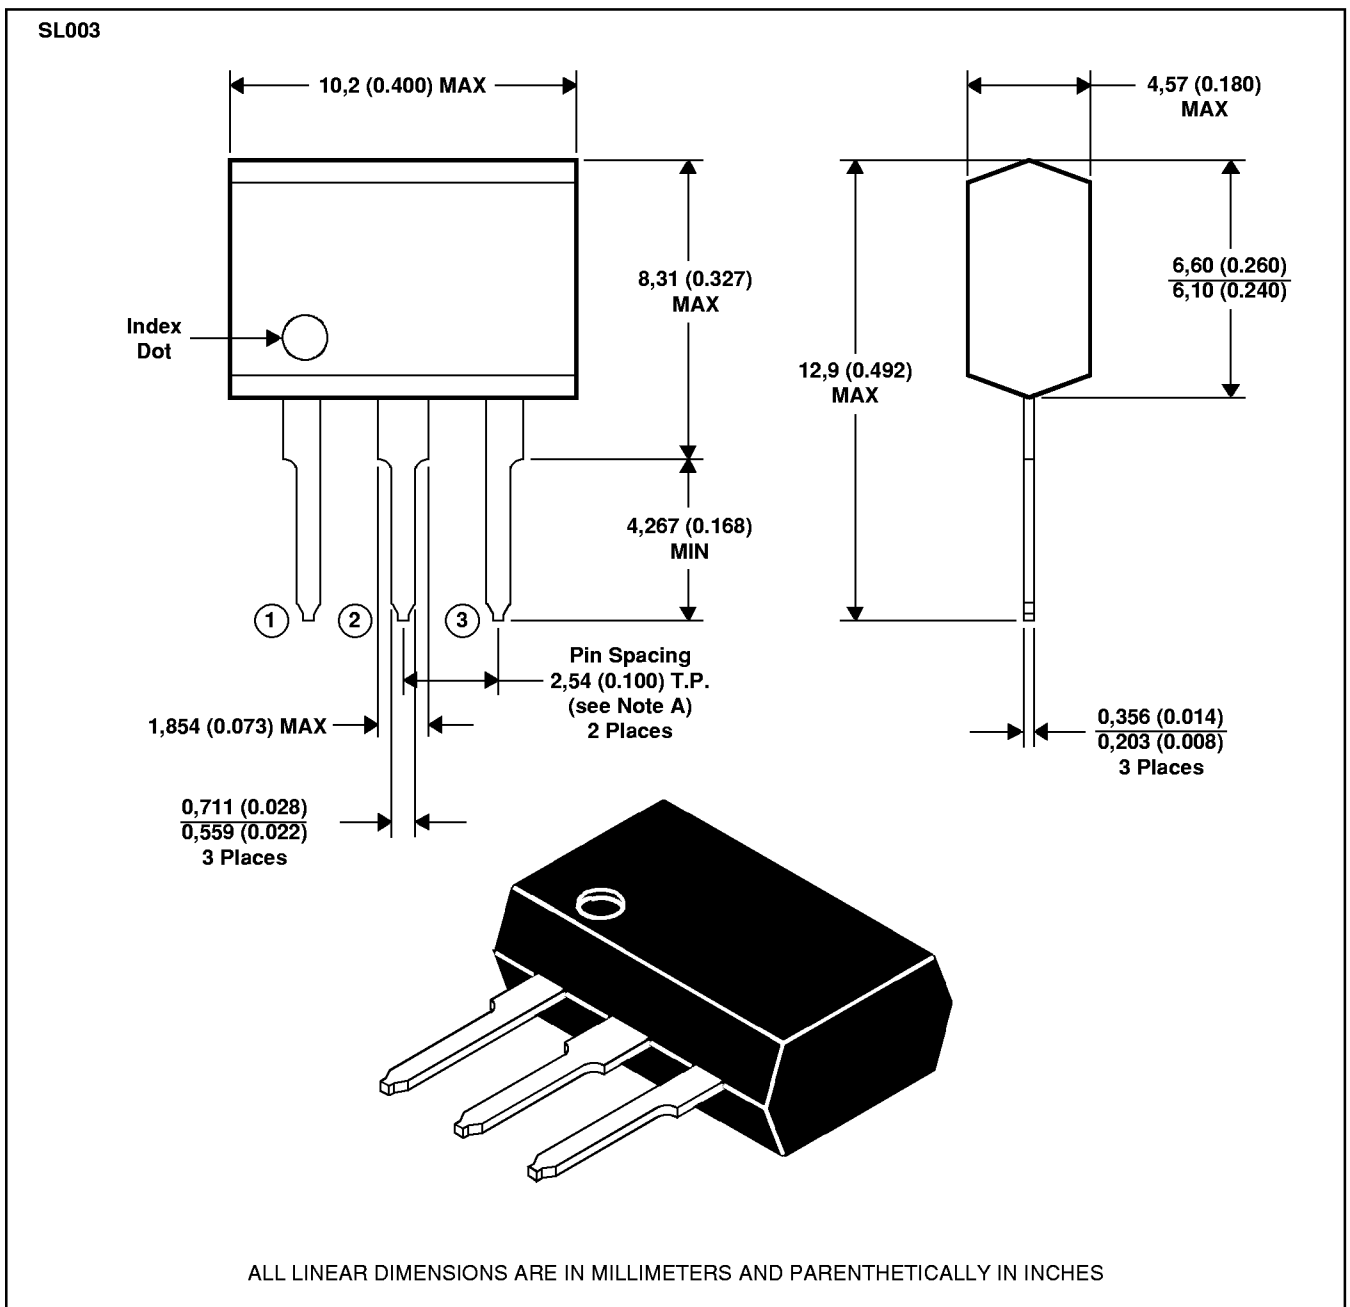 SL003
10,2 (0.400) MAX
4,57 (0.180)
MAX
8,31 (0.327)
MAX
6,60 (0.260)
6,10 (0.240)
Index
Dot
12,9 (0.492)
MAX
4,267 (0.168)
MIN
1
2
3
Pin Spacing
2,54 (0.100) T.P.
(see Note A)
2 Places
1,854 (0.073) MAX
0,356 (0.014)
0,203 (0.008)
3 Places
0,711 (0.028)
0,559 (0.022)
3 Places
ALL LINEAR DIMENSIONS ARE IN MILLIMETERS AND PARENTHETICALLY IN INCHES